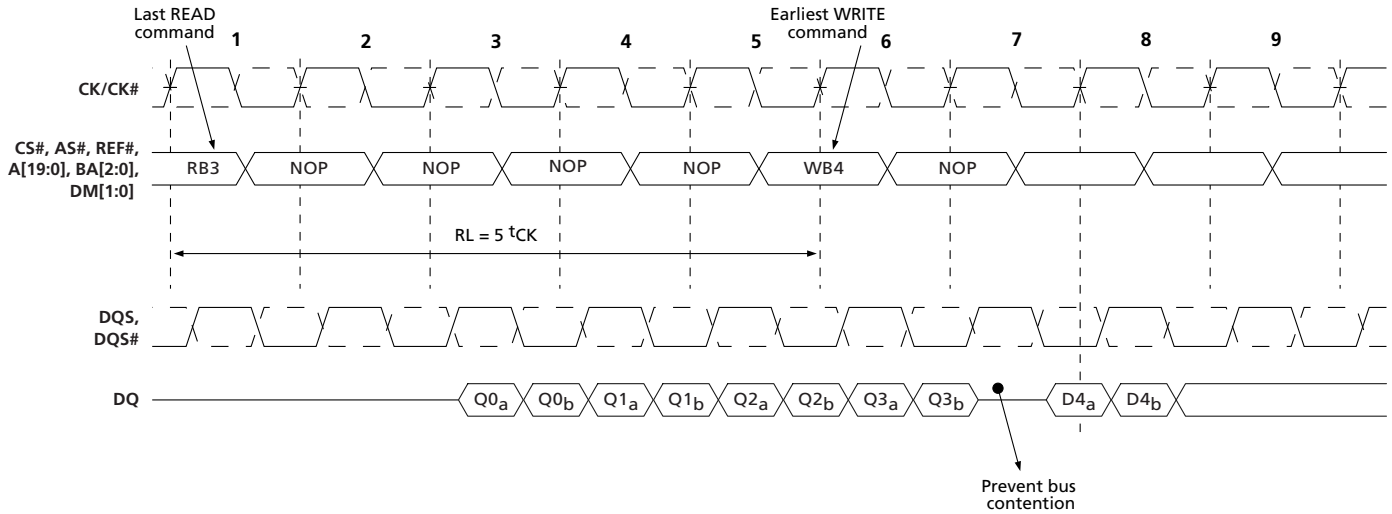 Last READ
command
Earliest WRITE
command
1 2 3 4 5 6 7 8 9
CK/CK#
CS#, AS#, REF#,
A[19:0], BA[2:0],
DM[1:0]
RB3 NOP NOP NOP NOP WB4 NOP
RL = 5 tCK
DQS,
DQS#
DQ
Q0a Q0b Q1a Q1b Q2a Q2b Q3a Q3b D4a D4b
Prevent bus
contention